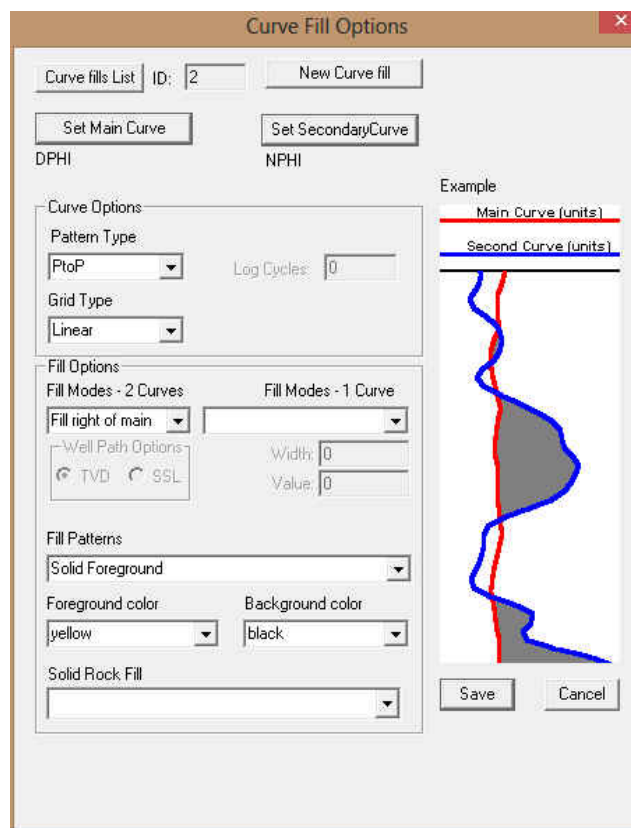 Curve Fill Options
Curve fills List ID: 2 New Curve fill
Set Main Curve Set SecondaryCurve
DPHI NPHI
Example
Main Curve (units)
Second Curve (units)
Curve Options
Pattern Type
PtoP Log Cycles: 0
Grid Type
Linear
Fill Options
Fill Modes - 2 Curves Fill Modes - 1 Curve
Fill right of main
Well Path Options Width: 0
TVD SSL Value: 0
Fill Patterns
Solid Foreground
Foreground color Background color
yellow black
Solid Rock Fill
Save Cancel